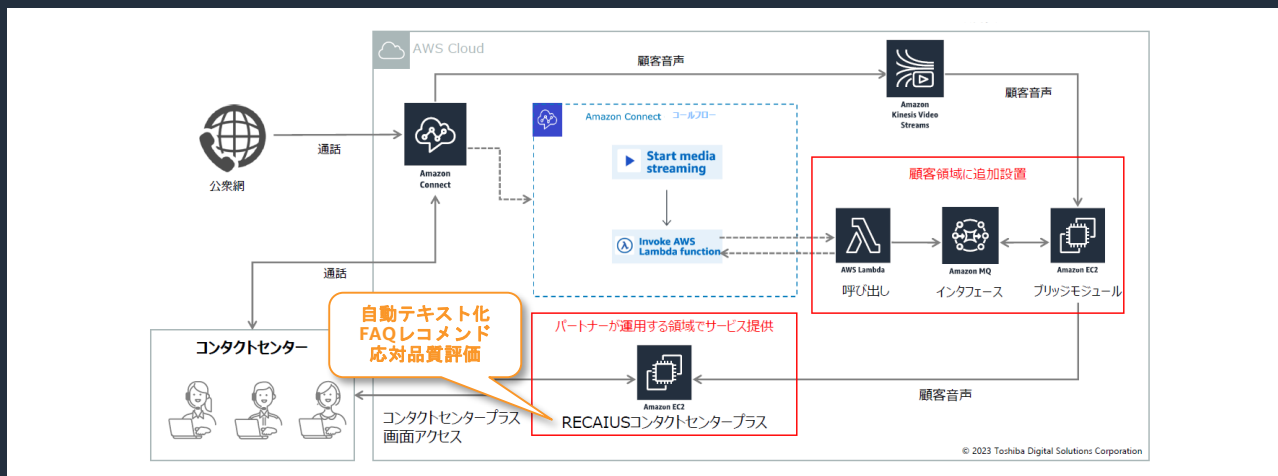 AWS Cloud
顧客音声
Amazon
Kinesis Video
Streams
顧客音声
公衆網
通話
Amazon
Connect
Amazon Connect コールフロー
Start media
streaming
Invoke AWS
Lambda function
顧客領域に追加設置
AWS Lambda
呼び出し
Amazon MQ
インタフェース
Amazon EC2
ブリッジモジュール
通話
自動テキスト化
FAQレコメンド
応対品質評価
パートナーが運用する領域でサービス提供
Amazon EC2
RECAIUSコンタクトセンタープラス
コンタクトセンター
コンタクトセンタープラス
画面アクセス
顧客音声
© 2023 Toshiba Digital Solutions Corporation